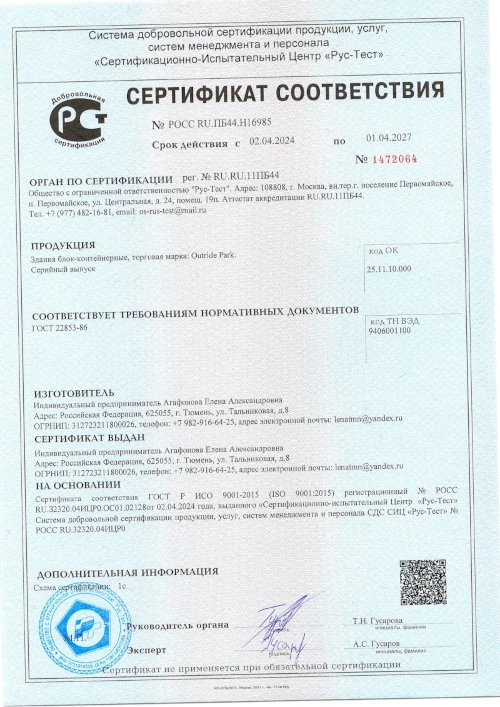 Система добровольной сертификации продукции, услуг,
систем менеджмента и персонала
«Сертификационно-Испытательный Центр «Рус-Тест»
Добровольная
РСТ
сертификация
СЕРТИФИКАТ СООТВЕТСТВИЯ
№ РОСС RU.ПБ44.Н16985
Срок действия с 02.04.2024 по 01.04.2027
№ 1472064
ОРГАН ПО СЕРТИФИКАЦИИ рег. № RU.RU.11ПБ44
Общество с ограниченной ответственностью "Рус-Тест". Адрес: 108808, г. Москва, вн.тер.г. поселение Первомайское,
п. Первомайское, ул. Центральная, д. 24, помещ. 19п. Аттестат аккредитации RU.RU.11ПБ44.
Тел. +7 (977) 482-16-81, email: os-rus-test@mail.ru
ПРОДУКЦИЯ
Здания блок-контейнерные, торговая марка: Outride Park.
Серийный выпуск
код ОК
25.11.10.000
СООТВЕТСТВУЕТ ТРЕБОВАНИЯМ НОРМАТИВНЫХ ДОКУМЕНТОВ
ГОСТ 22853-86
код ТН ВЭД
9406001100
ИЗГОТОВИТЕЛЬ
Индивидуальный предприниматель Агафонова Елена Александровна
Адрес: Российская Федерация, 625055, г. Тюмень, ул. Тальниковая, д.8
ОГРНИП: 312723211800026, телефон: +7 982-916-64-25, адрес электронной почты: lenatmn@yandex.ru
СЕРТИФИКАТ ВЫДАН
Индивидуальный предприниматель Агафонова Елена Александровна
Адрес: Российская Федерация, 625055, г. Тюмень, ул. Тальниковая, д.8
ОГРНИП: 312723211800026, телефон: +7 982-916-64-25, адрес электронной почты: lenatmn@yandex.ru
НА ОСНОВАНИИ
Сертификата соответствия ГОСТ Р ИСО 9001-2015 (ISO 9001:2015) регистрационный № РОСС
RU.32320.04ИЦР0.ОС01.02128от 02.04.2024 года, выданного «Сертификационно-испытательный Центр «Рус-Тест»
Система добровольной сертификации продукции, услуг, систем менеджмента и персонала СДС СИЦ «Рус-Тест» №
РОСС RU.32320.04ИЦР0
ДОПОЛНИТЕЛЬНАЯ ИНФОРМАЦИЯ
Схема сертификации: 1с
М.П.
Руководитель органа
подпись
Т.Н. Гусарова
инициалы, фамилия
Эксперт
подпись
А.С. Гусаров
инициалы, фамилия
Сертификат не применяется при обязательной сертификации